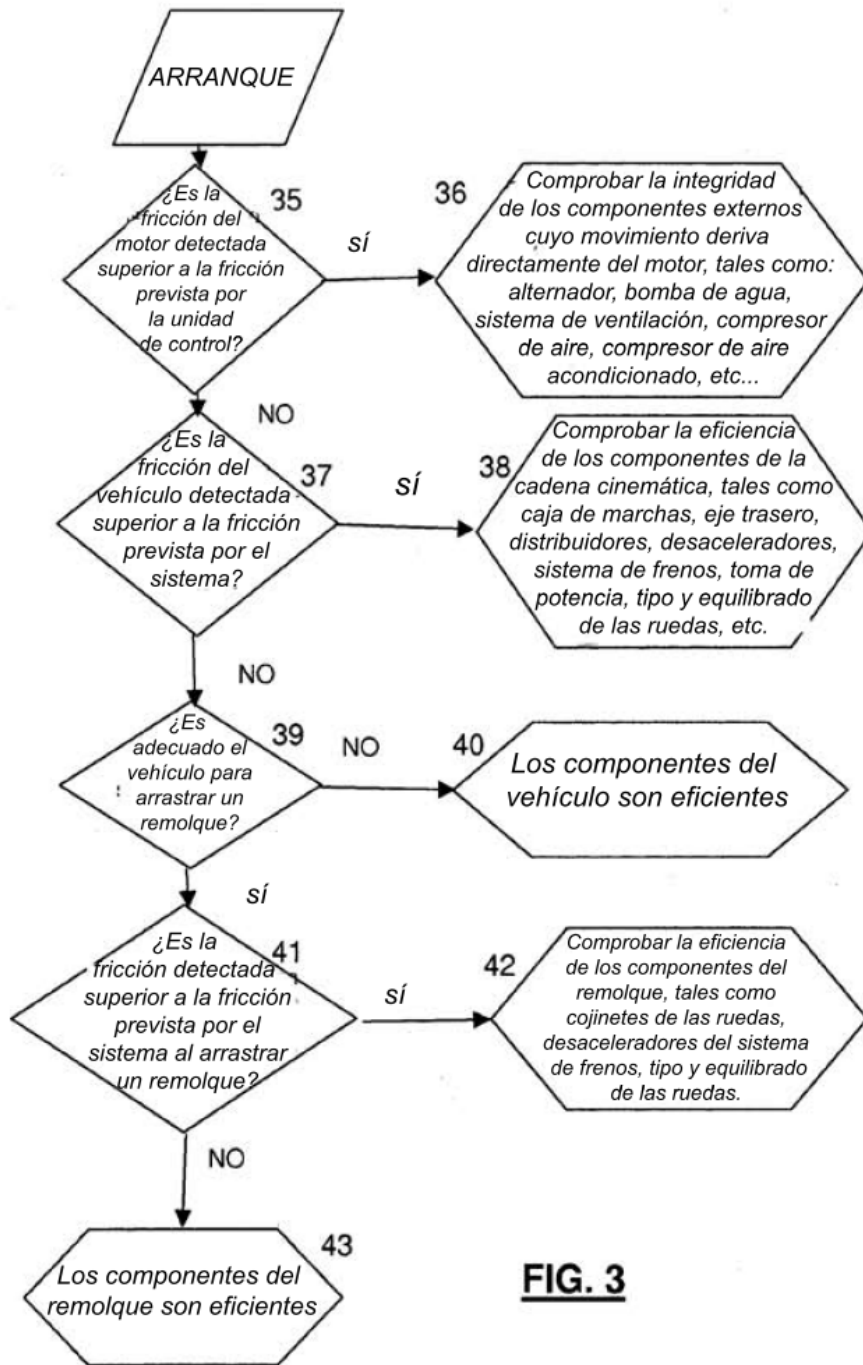 ARRANQUE
¿Es la
fricción del
motor detectada
superior a la fricción
prevista por
la unidad
de control?
35
sí
36
Comprobar la integridad
de los componentes externos
cuyo movimiento deriva
directamente del motor, tales como:
alternador, bomba de agua,
sistema de ventilación, compresor
de aire, compresor de aire
acondicionado, etc...
NO
¿Es la
fricción del
vehículo detectada
superior a la fricción
prevista por el
sistema?
37
sí
38
Comprobar la eficiencia
de los componentes de la
cadena cinemática, tales como
caja de marchas, eje trasero,
distribuidores, desaceleradores,
sistema de frenos, toma de
potencia, tipo y equilibrado
de las ruedas, etc.
NO
¿Es
adecuado el
vehículo para
arrastrar un
remolque?
39
NO
40
Los componentes del
vehículo son eficientes
sí
¿Es la
fricción detectada
superior a la fricción
prevista por el
sistema al arrastrar
un remolque?
41
sí
42
Comprobar la eficiencia
de los componentes del
remolque, tales como
cojinetes de las ruedas,
desaceleradores del sistema
de frenos, tipo y equilibrado
de las ruedas.
NO
43
Los componentes del
remolque son eficientes
FIG. 3